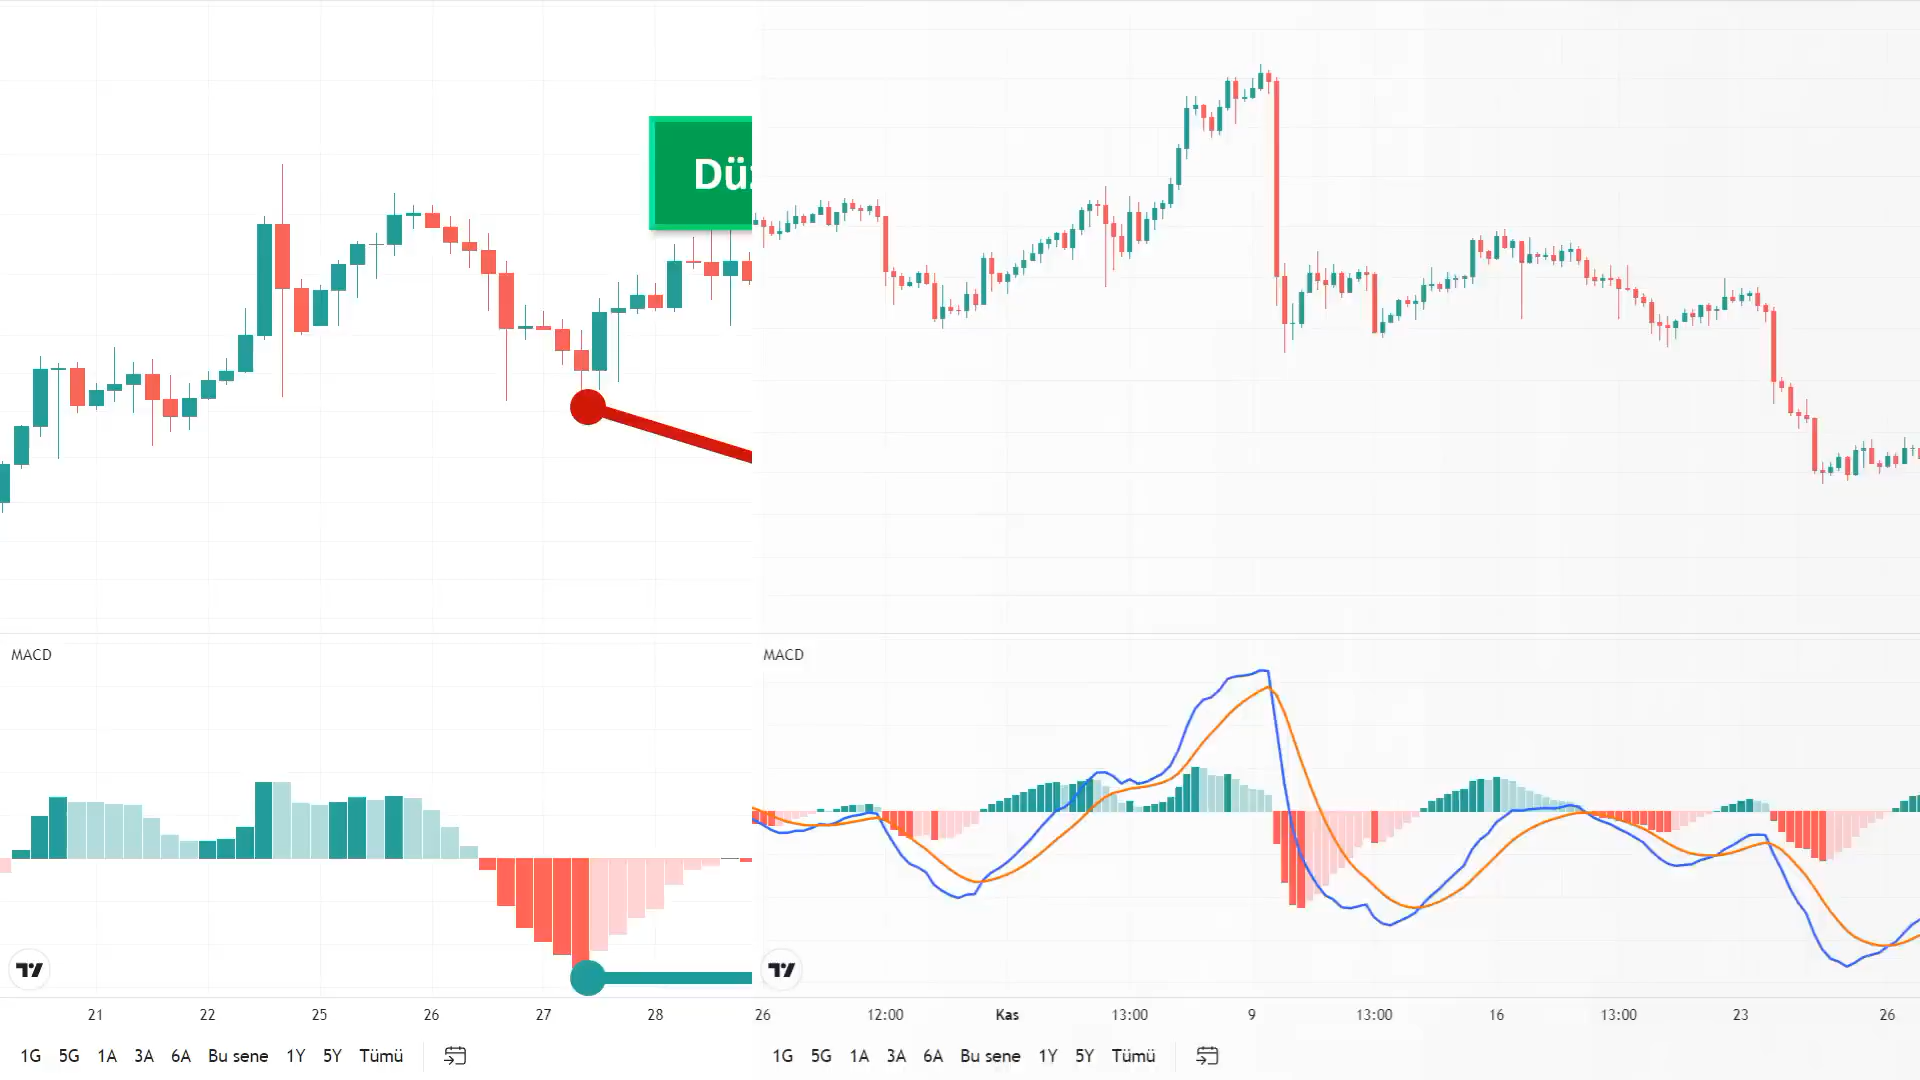 Dü
MACD
MACD
21 22 25 26 27 28
26 12:00 Kas 13:00 9 13:00 16 13:00 23 26
1G 5G 1A 3A 6A Bu sene 1Y 5Y Tümü
1G 5G 1A 3A 6A Bu sene 1Y 5Y Tümü